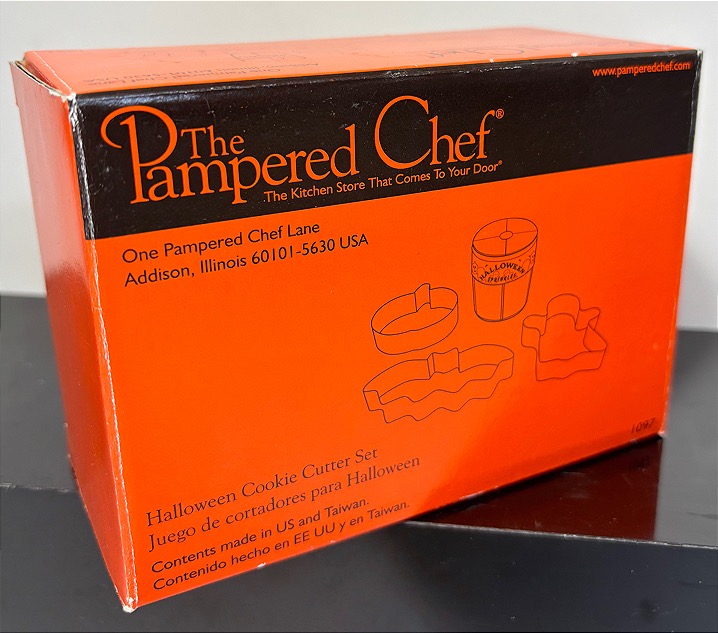 www.pamperedchef.com
The
Pampered Chef®
The Kitchen Store That Comes To Your Door®
One Pampered Chef Lane
Addison, Illinois 60101-5630 USA
HALLOWEEN
SPRINKLES
1097
Halloween Cookie Cutter Set
Juego de cortadores para Halloween
Contents made in US and Taiwan.
Contenido hecho en EE UU y en Taiwan.